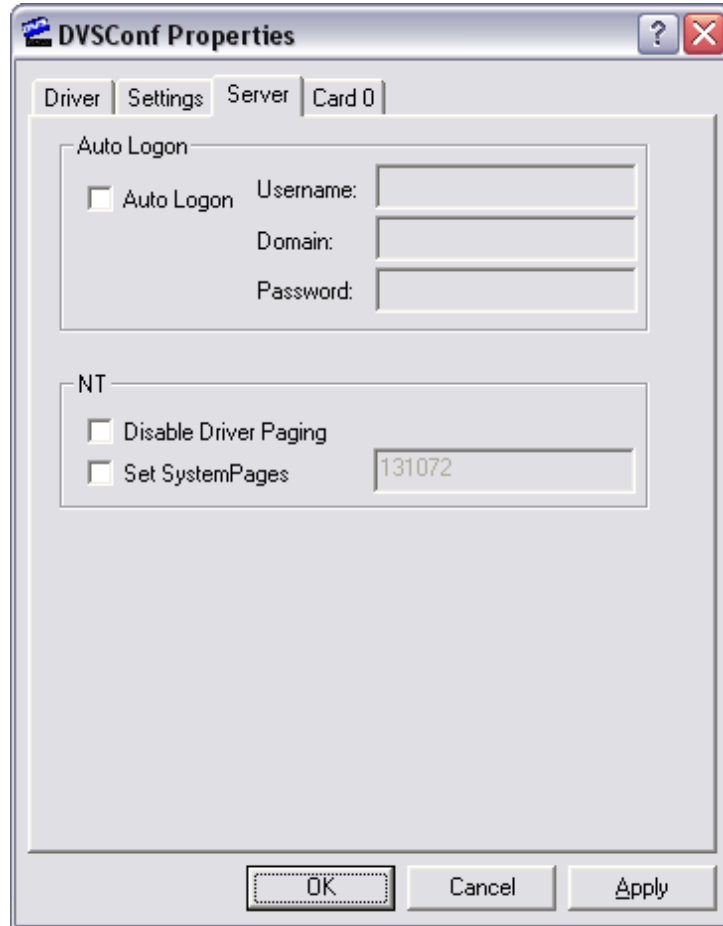 DVSConf Properties
?
Driver Settings Server Card 0
Auto Logon
Auto Logon Username:
Domain:
Password:
NT
Disable Driver Paging
Set SystemPages 131072
OK Cancel Apply